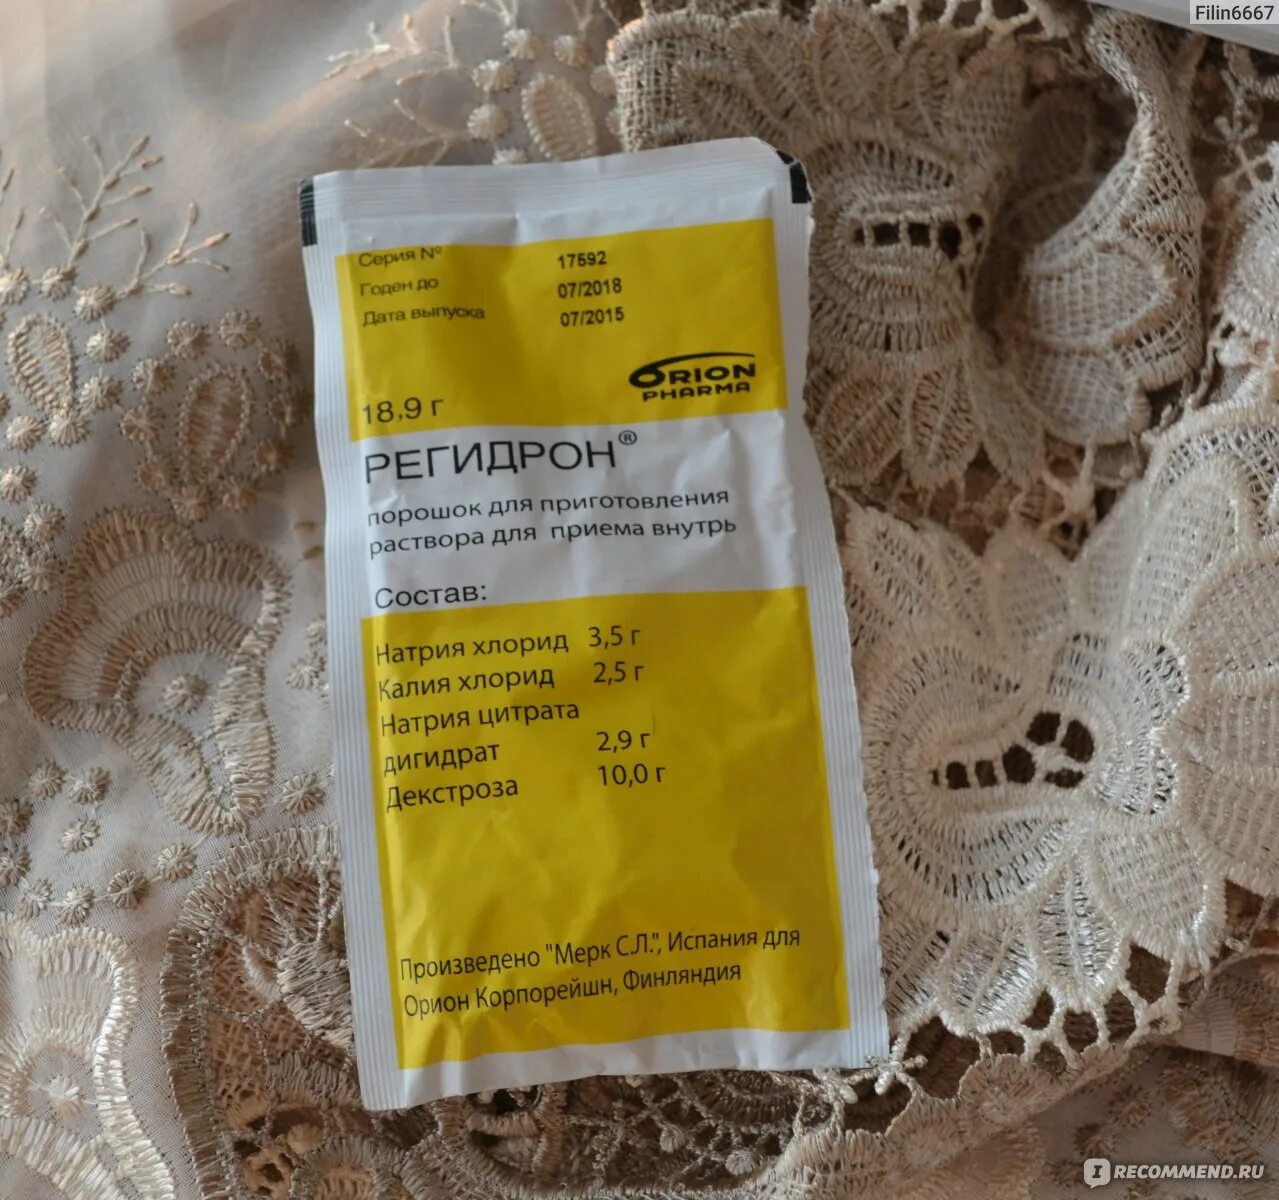 Filin6667
Серия № 17592
Годен до 07/2018
Дата выпуска 07/2015
ORION
PHARMA
18,9 г
РЕГИДРОН®
порошок для приготовления
раствора для приема внутрь
Состав:
Натрия хлорид 3,5 г
Калия хлорид 2,5 г
Натрия цитрата
дигидрат 2,9 г
Декстроза 10,0 г
Произведено "Мерк С.Л.", Испания для
Орион Корпорейшн, Финляндия
IRECOMMEND.RU